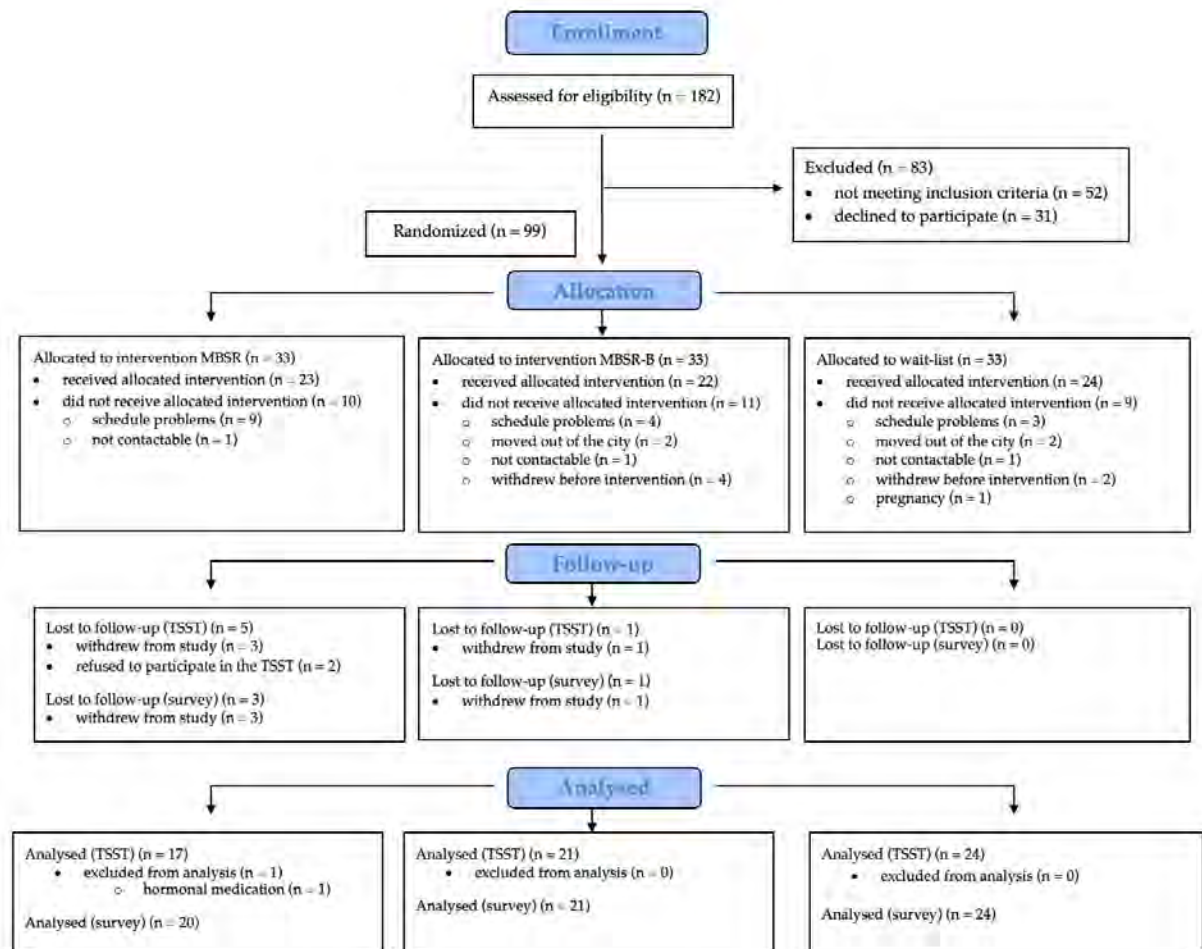 Enrollment
Assessed for eligibility (n = 182)
Excluded (n = 83)
• not meeting inclusion criteria (n = 52)
• declined to participate (n = 31)
Randomized (n = 99)
Allocation
Allocated to intervention MBSR (n = 33)
• received allocated intervention (n = 23)
• did not receive allocated intervention (n = 10)
○ schedule problems (n = 9)
○ not contactable (n = 1)
Allocated to intervention MBSR-B (n = 33)
• received allocated intervention (n = 22)
• did not receive allocated intervention (n = 11)
○ schedule problems (n = 4)
○ moved out of the city (n = 2)
○ not contactable (n = 1)
○ withdrew before intervention (n = 4)
Allocated to wait-list (n = 33)
• received allocated intervention (n = 24)
• did not receive allocated intervention (n = 9)
○ schedule problems (n = 3)
○ moved out of the city (n = 2)
○ not contactable (n = 1)
○ withdrew before intervention (n = 2)
○ pregnancy (n = 1)
Follow-up
Lost to follow-up (TSST) (n = 5)
• withdrew from study (n = 3)
• refused to participate in the TSST (n = 2)
Lost to follow-up (survey) (n = 3)
• withdrew from study (n = 3)
Lost to follow-up (TSST) (n = 1)
• withdrew from study (n = 1)
Lost to follow-up (survey) (n = 1)
• withdrew from study (n = 1)
Lost to follow-up (TSST) (n = 0)
Lost to follow-up (survey) (n = 0)
Analysed
Analysed (TSST) (n = 17)
• excluded from analysis (n = 1)
○ hormonal medication (n = 1)
Analysed (survey) (n = 20)
Analysed (TSST) (n = 21)
• excluded from analysis (n = 0)
Analysed (survey) (n = 21)
Analysed (TSST) (n = 24)
• excluded from analysis (n = 0)
Analysed (survey) (n = 24)